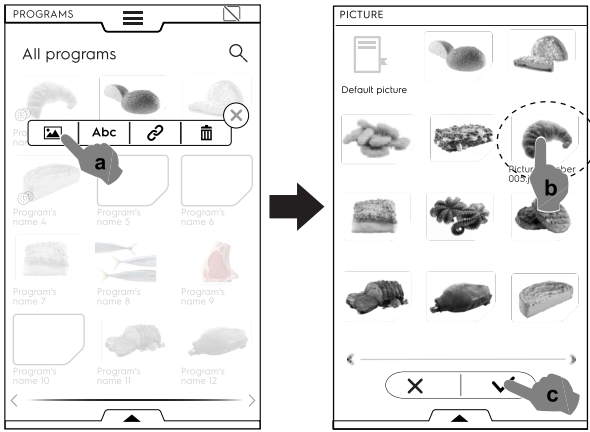 PROGRAMS
All programs
Abc
a
Program's
name 4
Program's
name 5
Program's
name 6
Program's
name 7
Program's
name 8
Program's
name 9
Program's
name 10
Program's
name 11
Program's
name 12
PICTURE
Default picture
b
c